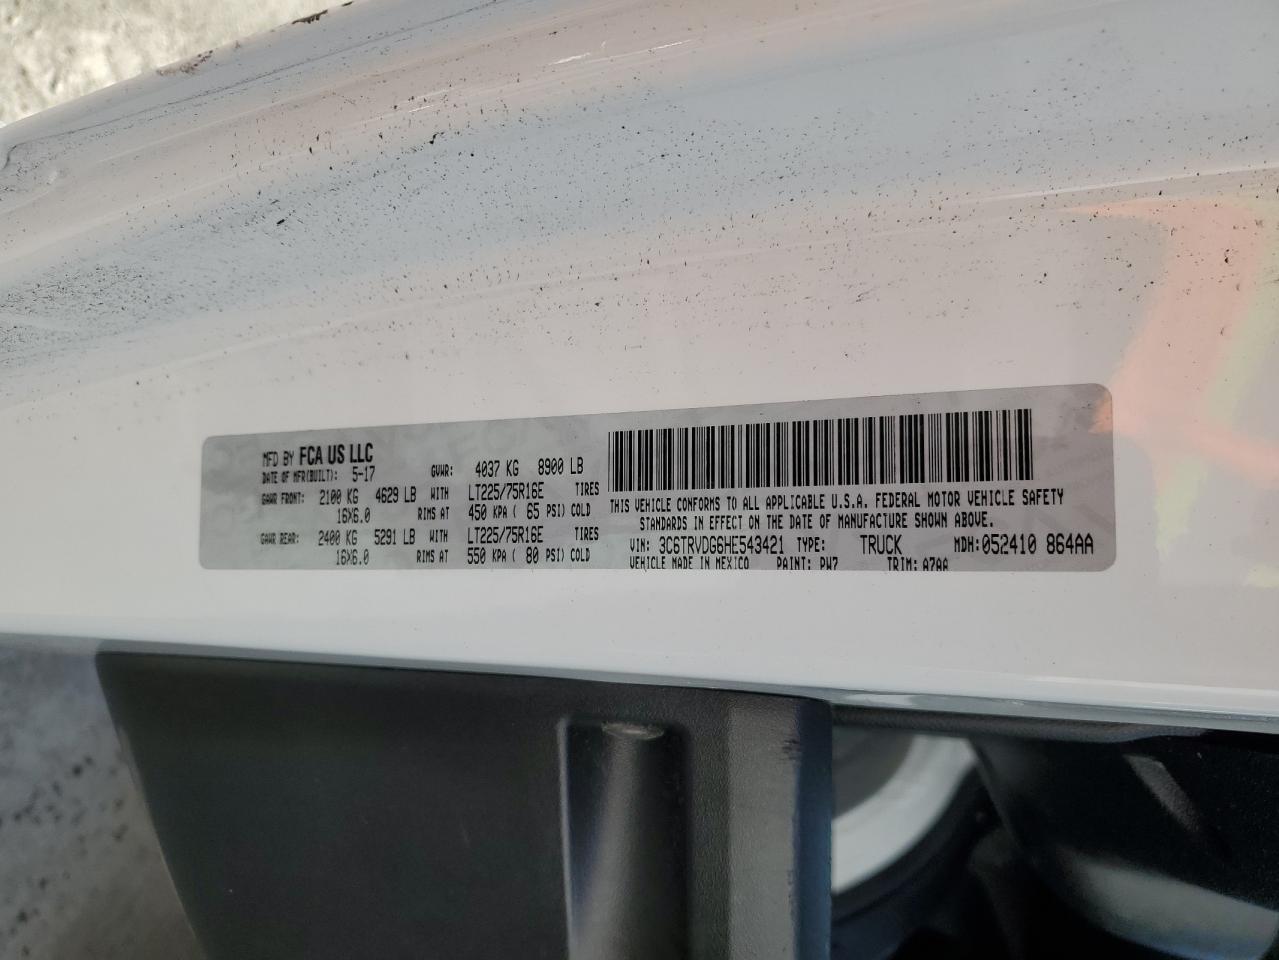 MFD BY FCA US LLC
DATE OF MFR(BUILT): 5-17 GVWR: 4037 KG 8900 LB
GAWR FRONT: 2100 KG 4629 LB WITH LT225/75R16E TIRES
16X6.0 RIMS AT 450 KPA ( 65 PSI) COLD
GAWR REAR: 2400 KG 5291 LB WITH LT225/75R16E TIRES
16X6.0 RIMS AT 550 KPA ( 80 PSI) COLD
THIS VEHICLE CONFORMS TO ALL APPLICABLE U.S.A. FEDERAL MOTOR VEHICLE SAFETY
STANDARDS IN EFFECT ON THE DATE OF MANUFACTURE SHOWN ABOVE.
VIN: 3C6TRVDG6HE543421 TYPE: TRUCK MDH:052410 864AA
VEHICLE MADE IN MEXICO PAINT: PW7 TRIM: A7AA